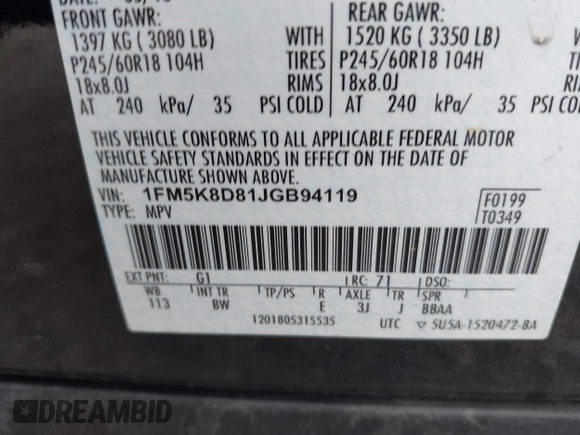 FRONT GAWR:
REAR GAWR:
1397 KG ( 3080 LB)
WITH
1520 KG ( 3350 LB)
P245/60R18 104H
TIRES
P245/60R18 104H
18x8.0J
RIMS
18x8.0J
AT 240 kPa/ 35 PSI COLD
AT 240 kPa/ 35 PSI COLD
THIS VEHICLE CONFORMS TO ALL APPLICABLE FEDERAL MOTOR
VEHICLE SAFETY STANDARDS IN EFFECT ON THE DATE OF
MANUFACTURE SHOWN ABOVE.
VIN: 1FM5K8D81JGB94119
TYPE: MPV
F0199
T0349
EXT PNT: G1
RC: 71
DSO:
WB
INT TR
TP/PS
R
AXLE
TR
SPR
113
BW
E
3J
J
BBAA
1201805315535
UTC
▽ 5U5A-1520472-BA
DREAMBID